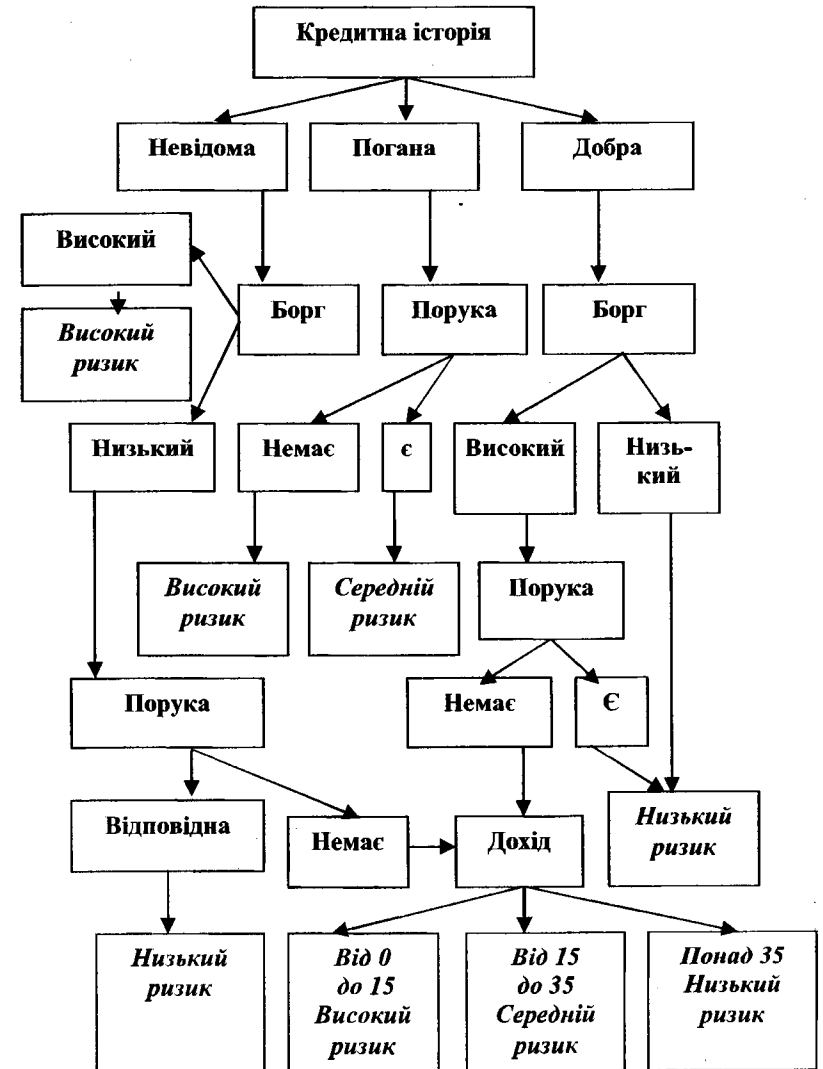 Кредитна історія
Невідома
Погана
Добра
Високий
Високий
ризик
Борг
Порука
Борг
Низький
Немає
є
Високий
Низь-
кий
Високий
ризик
Середній
ризик
Порука
Порука
Немає
Є
Відповідна
Немає
Дохід
Низький
ризик
Низький
ризик
Від 0
до 15
Високий
ризик
Від 15
до 35
Середній
ризик
Понад 35
Низький
ризик